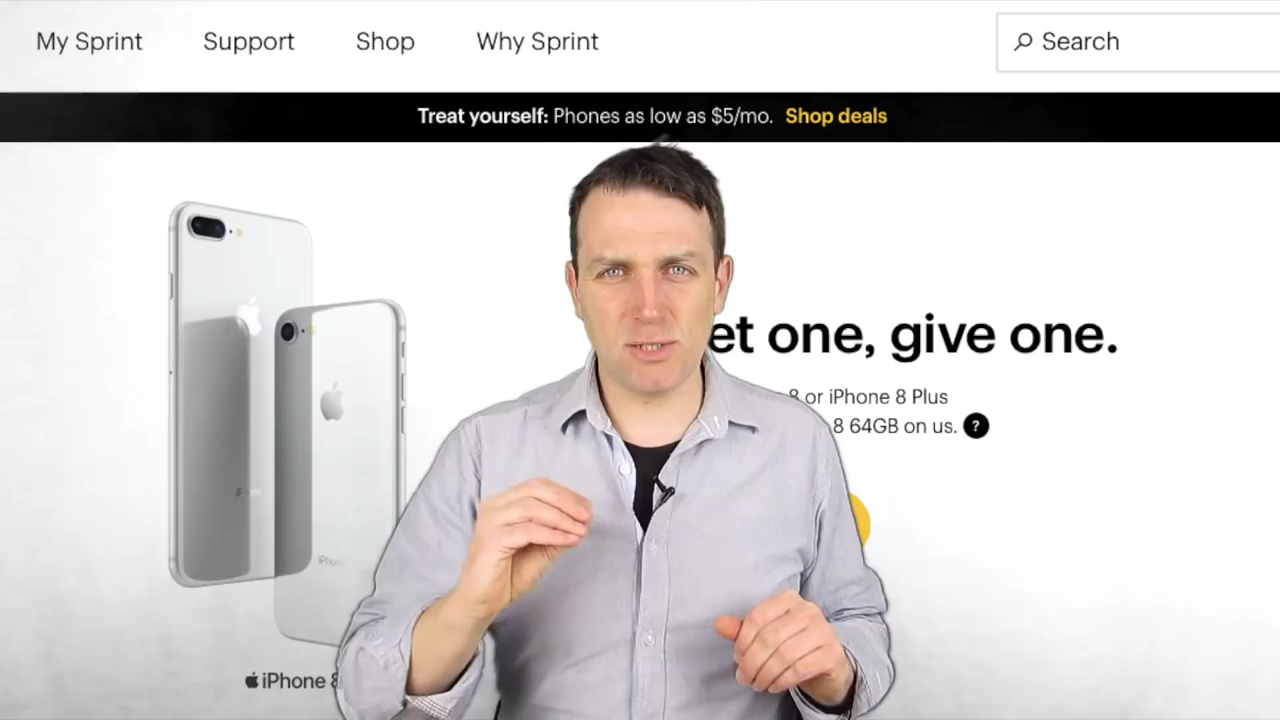 My Sprint Support Shop Why Sprint Search
Treat yourself: Phones as low as $5/mo. Shop deals
et one, give one.
8 or iPhone 8 Plus
8 64GB on us. ?
iPhone 8